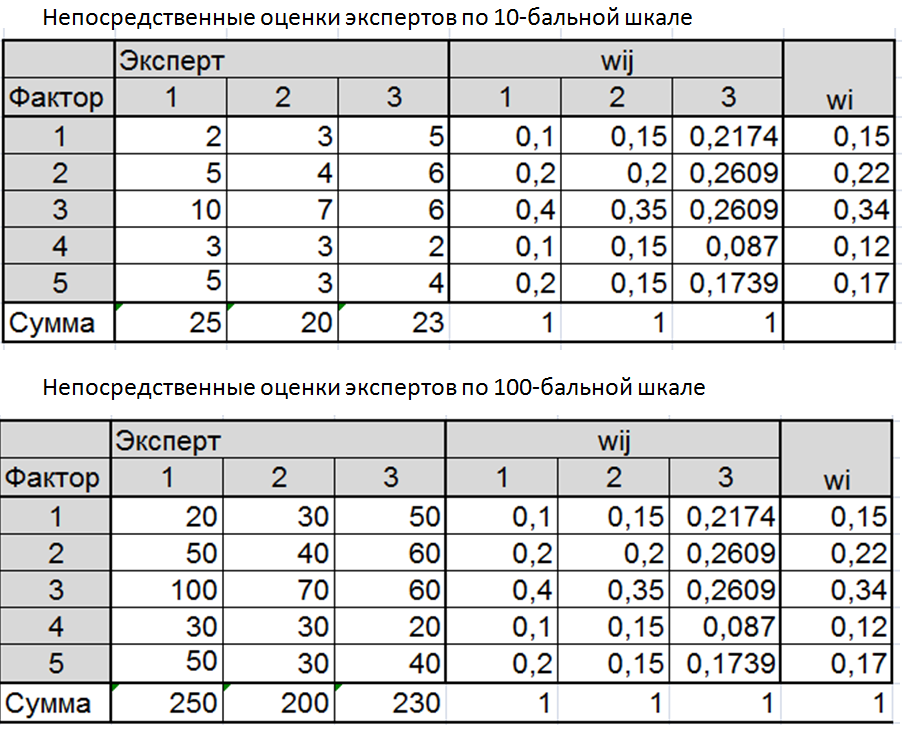 Непосредственные оценки экспертов по 10-бальной шкале
Эксперт wij
Фактор 1 2 3 1 2 3 wi
1 2 3 5 0,1 0,15 0,2174 0,15
2 5 4 6 0,2 0,2 0,2609 0,22
3 10 7 6 0,4 0,35 0,2609 0,34
4 3 3 2 0,1 0,15 0,087 0,12
5 5 3 4 0,2 0,15 0,1739 0,17
Сумма 25 20 23 1 1 1
Непосредственные оценки экспертов по 100-бальной шкале
Эксперт wij
Фактор 1 2 3 1 2 3 wi
1 20 30 50 0,1 0,15 0,2174 0,15
2 50 40 60 0,2 0,2 0,2609 0,22
3 100 70 60 0,4 0,35 0,2609 0,34
4 30 30 20 0,1 0,15 0,087 0,12
5 50 30 40 0,2 0,15 0,1739 0,17
Сумма 250 200 230 1 1 1 1